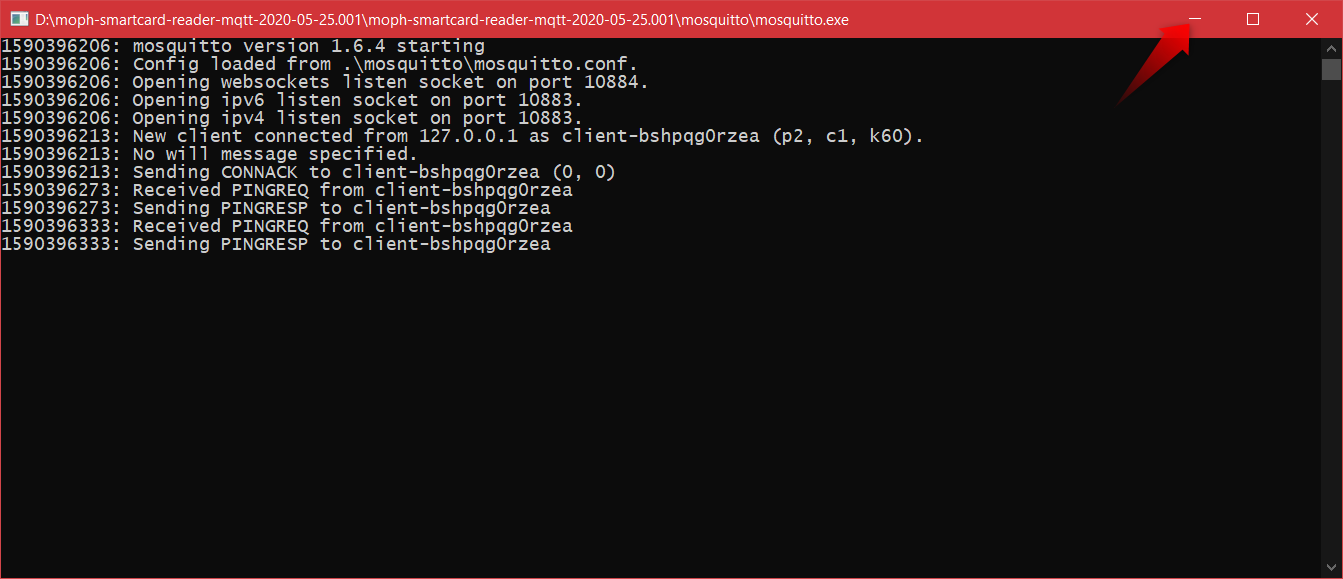 D:\moph-smartcard-reader-mqtt-2020-05-25.001\moph-smartcard-reader-mqtt-2020-05-25.001\mosquitto\mosquitto.exe
1590396206: mosquitto version 1.6.4 starting
1590396206: Config loaded from .\mosquitto\mosquitto.conf.
1590396206: Opening websockets listen socket on port 10884.
1590396206: Opening ipv6 listen socket on port 10883.
1590396206: Opening ipv4 listen socket on port 10883.
1590396213: New client connected from 127.0.0.1 as client-bshpqg0rzea (p2, c1, k60).
1590396213: No will message specified.
1590396213: Sending CONNACK to client-bshpqg0rzea (0, 0)
1590396273: Received PINGREQ from client-bshpqg0rzea
1590396273: Sending PINGRESP to client-bshpqg0rzea
1590396333: Received PINGREQ from client-bshpqg0rzea
1590396333: Sending PINGRESP to client-bshpqg0rzea